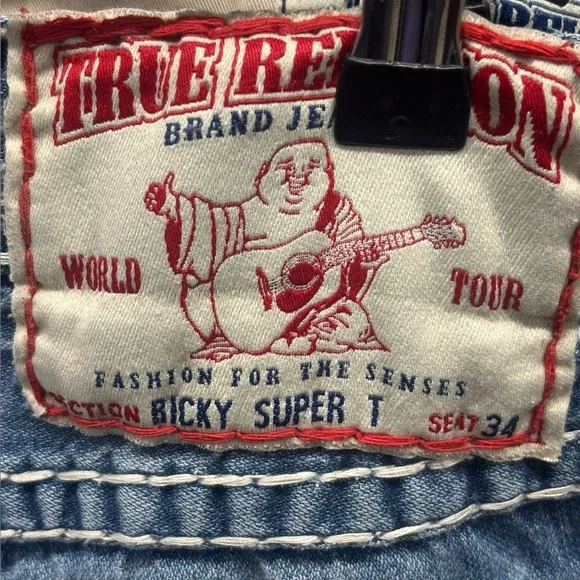 TRUE RE ON
BRAND JE
WORLD TOUR
FASHION FOR THE SENSES
CTION RICKY SUPER T SEAT 34